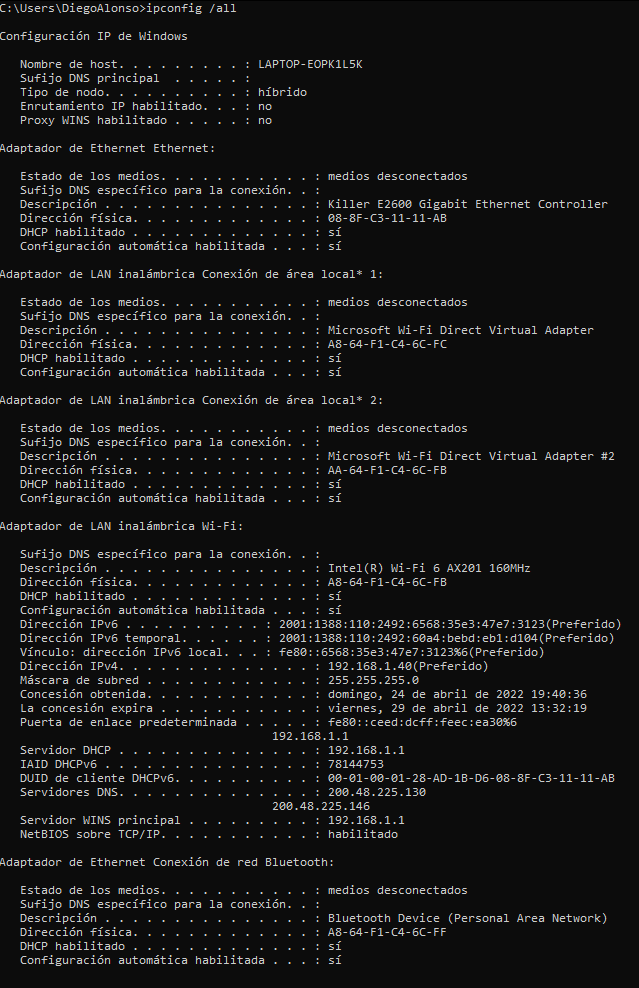 C:\Users\DiegoAlonso>ipconfig /all
Configuración IP de Windows
Nombre de host. . . . . . . . . : LAPTOP-EOPK1L5K
Sufijo DNS principal  . . . . . :
Tipo de nodo. . . . . . . . . . : híbrido
Enrutamiento IP habilitado. . . : no
Proxy WINS habilitado . . . . . : no
Adaptador de Ethernet Ethernet:
Estado de los medios. . . . . . . . . . . : medios desconectados
Sufijo DNS específico para la conexión. . :
Descripción . . . . . . . . . . . . . . . : Killer E2600 Gigabit Ethernet Controller
Dirección física. . . . . . . . . . . . . : 08-8F-C3-11-11-AB
DHCP habilitado . . . . . . . . . . . . . : sí
Configuración automática habilitada . . . : sí
Adaptador de LAN inalámbrica Conexión de área local* 1:
Estado de los medios. . . . . . . . . . . : medios desconectados
Sufijo DNS específico para la conexión. . :
Descripción . . . . . . . . . . . . . . . : Microsoft Wi-Fi Direct Virtual Adapter
Dirección física. . . . . . . . . . . . . : A8-64-F1-C4-6C-FC
DHCP habilitado . . . . . . . . . . . . . : sí
Configuración automática habilitada . . . : sí
Adaptador de LAN inalámbrica Conexión de área local* 2:
Estado de los medios. . . . . . . . . . . : medios desconectados
Sufijo DNS específico para la conexión. . :
Descripción . . . . . . . . . . . . . . . : Microsoft Wi-Fi Direct Virtual Adapter #2
Dirección física. . . . . . . . . . . . . : AA-64-F1-C4-6C-FB
DHCP habilitado . . . . . . . . . . . . . : sí
Configuración automática habilitada . . . : sí
Adaptador de LAN inalámbrica Wi-Fi:
Sufijo DNS específico para la conexión. . :
Descripción . . . . . . . . . . . . . . . : Intel(R) Wi-Fi 6 AX201 160MHz
Dirección física. . . . . . . . . . . . . : A8-64-F1-C4-6C-FB
DHCP habilitado . . . . . . . . . . . . . : sí
Configuración automática habilitada . . . : sí
Dirección IPv6 . . . . . . . . . . : 2001:1388:110:2492:6568:35e3:47e7:3123(Preferido)
Dirección IPv6 temporal. . . . . . : 2001:1388:110:2492:60a4:bebd:eb1:d104(Preferido)
Vínculo: dirección IPv6 local. . . : fe80::6568:35e3:47e7:3123%6(Preferido)
Dirección IPv4. . . . . . . . . . . . . . : 192.168.1.40(Preferido)
Máscara de subred . . . . . . . . . . . . : 255.255.255.0
Concesión obtenida. . . . . . . . . . . . : domingo, 24 de abril de 2022 19:40:36
La concesión expira . . . . . . . . . . . : viernes, 29 de abril de 2022 13:32:19
Puerta de enlace predeterminada . . . . . : fe80::ceed:dcff:feec:ea30%6
192.168.1.1
Servidor DHCP . . . . . . . . . . . . . . : 192.168.1.1
IAID DHCPv6 . . . . . . . . . . . . . . . : 78144753
DUID de cliente DHCPv6. . . . . . . . . . : 00-01-00-01-28-AD-1B-D6-08-8F-C3-11-11-AB
Servidores DNS. . . . . . . . . . . . . . : 200.48.225.130
200.48.225.146
Servidor WINS principal . . . . . . . . . : 192.168.1.1
NetBIOS sobre TCP/IP. . . . . . . . . . . : habilitado
Adaptador de Ethernet Conexión de red Bluetooth:
Estado de los medios. . . . . . . . . . . : medios desconectados
Sufijo DNS específico para la conexión. . :
Descripción . . . . . . . . . . . . . . . : Bluetooth Device (Personal Area Network)
Dirección física. . . . . . . . . . . . . : A8-64-F1-C4-6C-FF
DHCP habilitado . . . . . . . . . . . . . : sí
Configuración automática habilitada . . . : sí